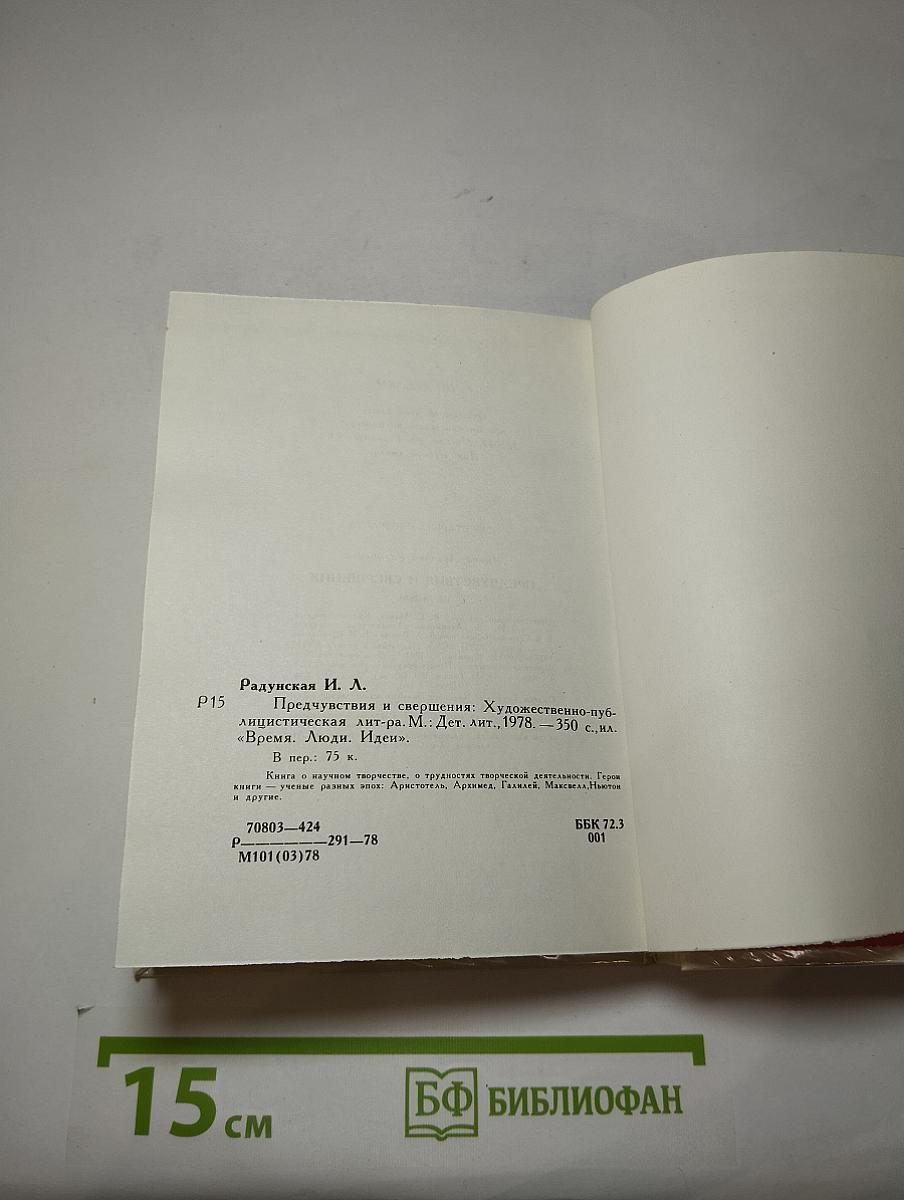 Радунская И. Л.
Р15 Предчувствия и свершения: Художественно-пуб-
лицистическая лит-ра. М.: Дет. лит., 1978. — 350 с., ил.
«Время. Люди. Идеи».
В пер.: 75 к.
Книга о научном творчестве, о трудностях творческой деятельности. Герои
книги — ученые разных эпох: Аристотель, Архимед, Галилей, Максвелл, Ньютон
и другие.
70803—424
Р——————291—78
М101(03)78
ББК 72.3
001
15 см
БФ БИБЛИОФАН